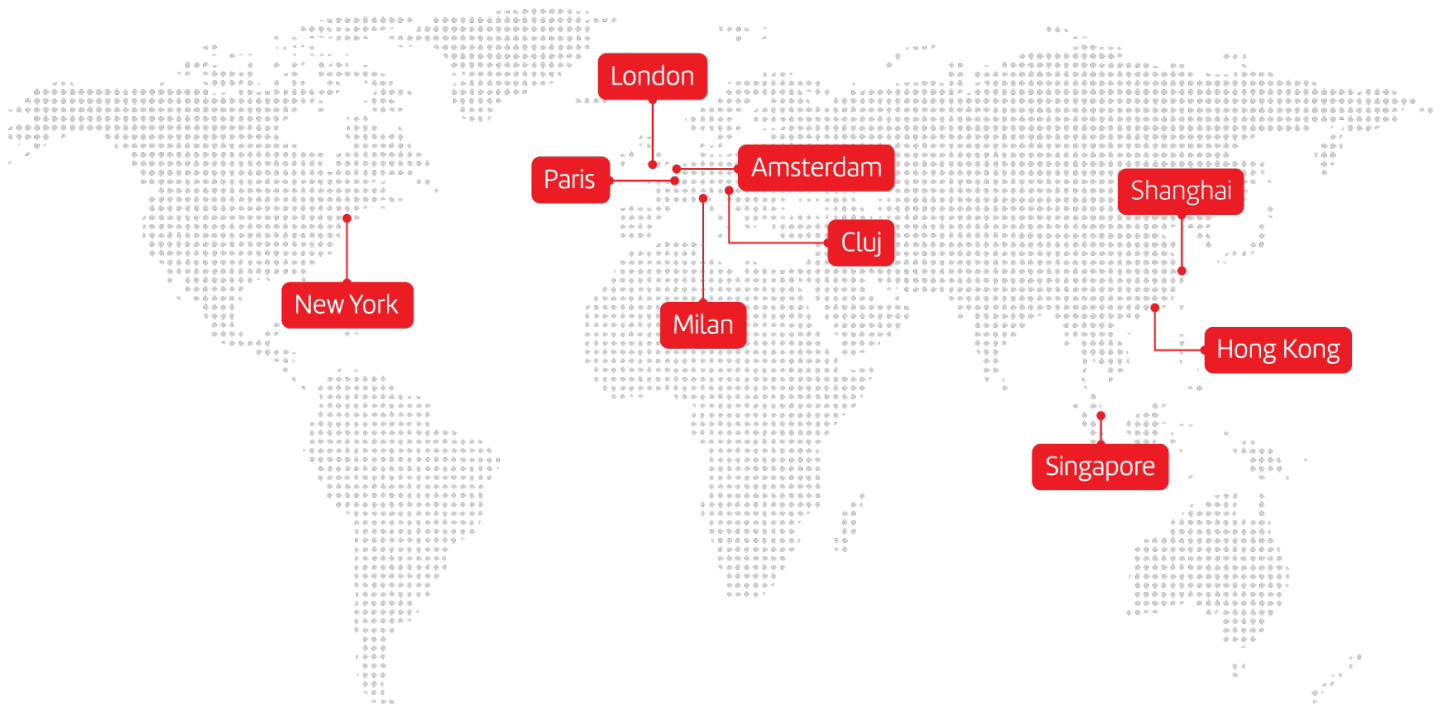 London
Paris
Amsterdam
Shanghai
Cluj
New York
Milan
Hong Kong
Singapore